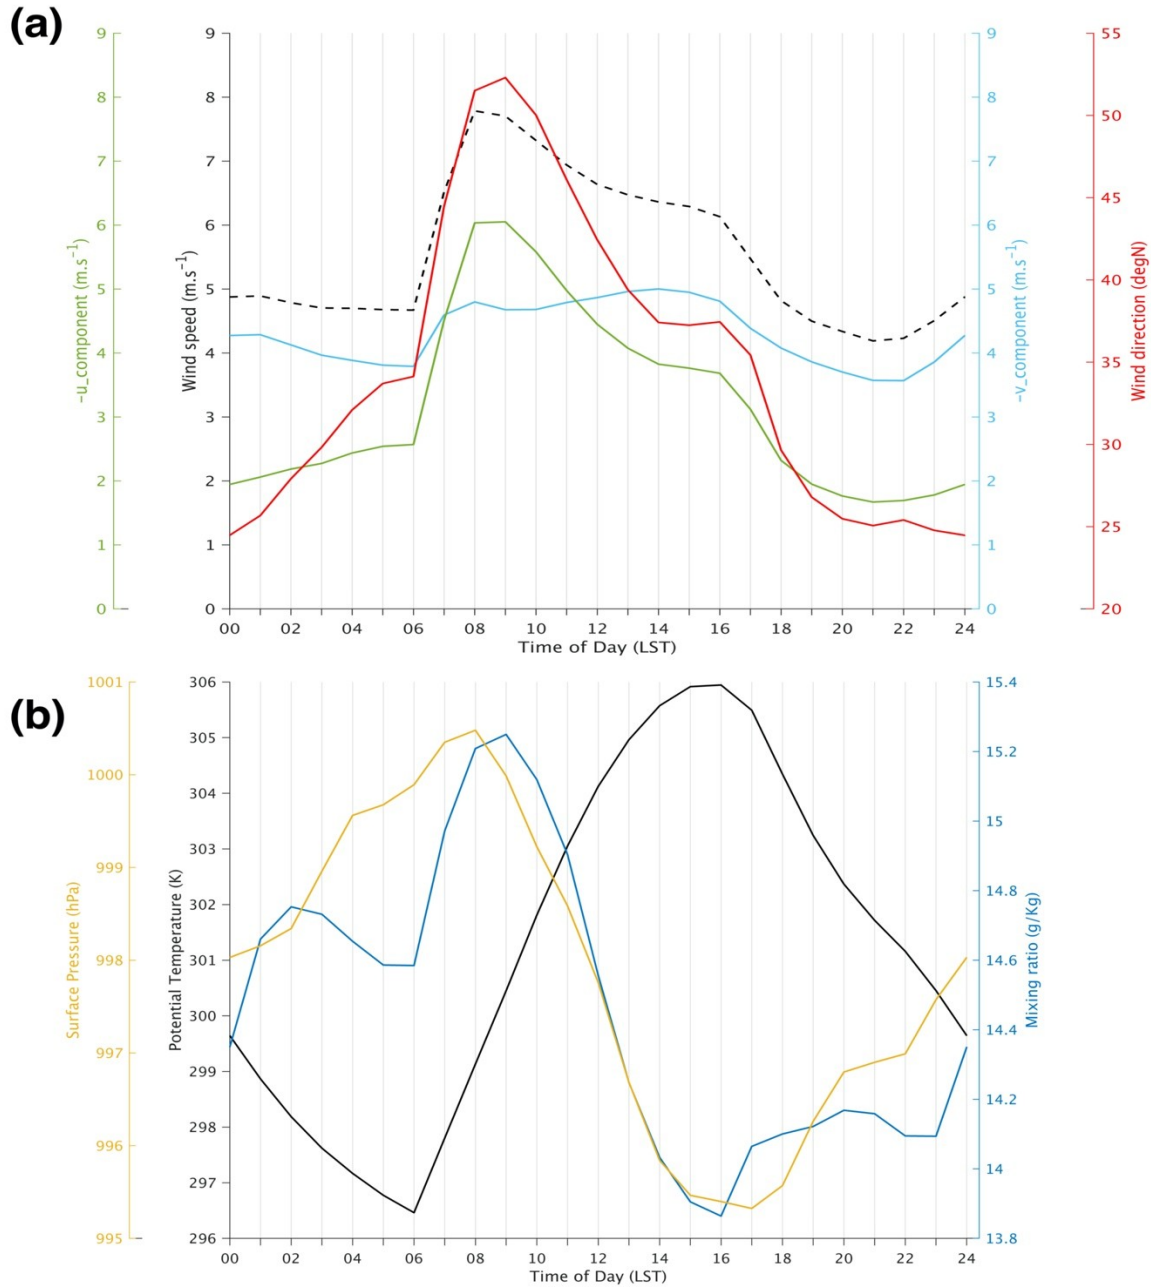 (a)
9 9 9 55
8 8 8 50
7 7 7 45
6 6 6 40
5 5 5 35
4 4 4 30
3 3 3 25
2 2 2 20
1 1 1
0 0 0
−u_component (m.s⁻¹)
Wind speed (m.s⁻¹)
−v_component (m.s⁻¹)
Wind direction (degN)
00 02 04 06 08 10 12 14 16 18 20 22 24
Time of Day (LST)
(b)
1001 306 15.4
1000 305 15.2
999 304 15
998 303 14.8
997 302 14.6
996 301 14.4
995 300 14.2
299 14
298 13.8
297
296
Surface Pressure (hPa)
Potential Temperature (K)
Mixing ratio (g/Kg)
00 02 04 06 08 10 12 14 16 18 20 22 24
Time of Day (LST)